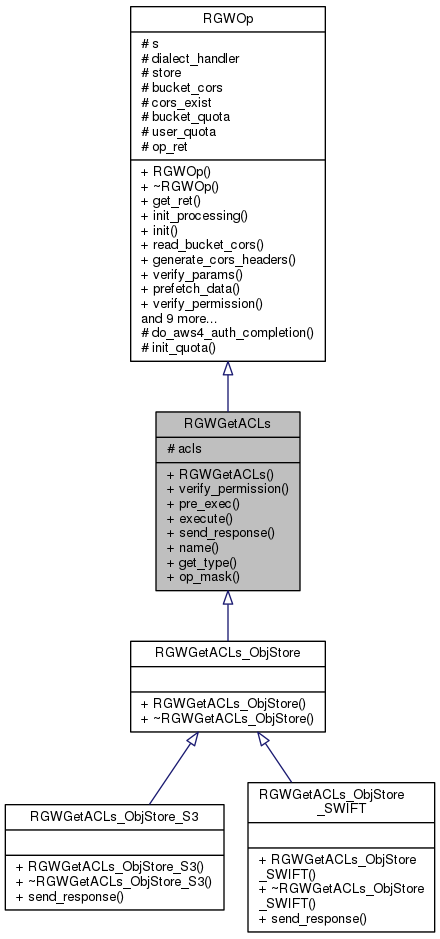 RGWOp
# s
# dialect_handler
# store
# bucket_cors
# cors_exist
# bucket_quota
# user_quota
# op_ret
+ RGWOp()
+ ~RGWOp()
+ get_ret()
+ init_processing()
+ init()
+ read_bucket_cors()
+ generate_cors_headers()
+ verify_params()
+ prefetch_data()
+ verify_permission()
and 9 more...
# do_aws4_auth_completion()
# init_quota()
RGWGetACLs
# acls
+ RGWGetACLs()
+ verify_permission()
+ pre_exec()
+ execute()
+ send_response()
+ name()
+ get_type()
+ op_mask()
RGWGetACLs_ObjStore
+ RGWGetACLs_ObjStore()
+ ~RGWGetACLs_ObjStore()
RGWGetACLs_ObjStore_S3
+ RGWGetACLs_ObjStore_S3()
+ ~RGWGetACLs_ObjStore_S3()
+ send_response()
RGWGetACLs_ObjStore
_SWIFT
+ RGWGetACLs_ObjStore
_SWIFT()
+ ~RGWGetACLs_ObjStore
_SWIFT()
+ send_response()